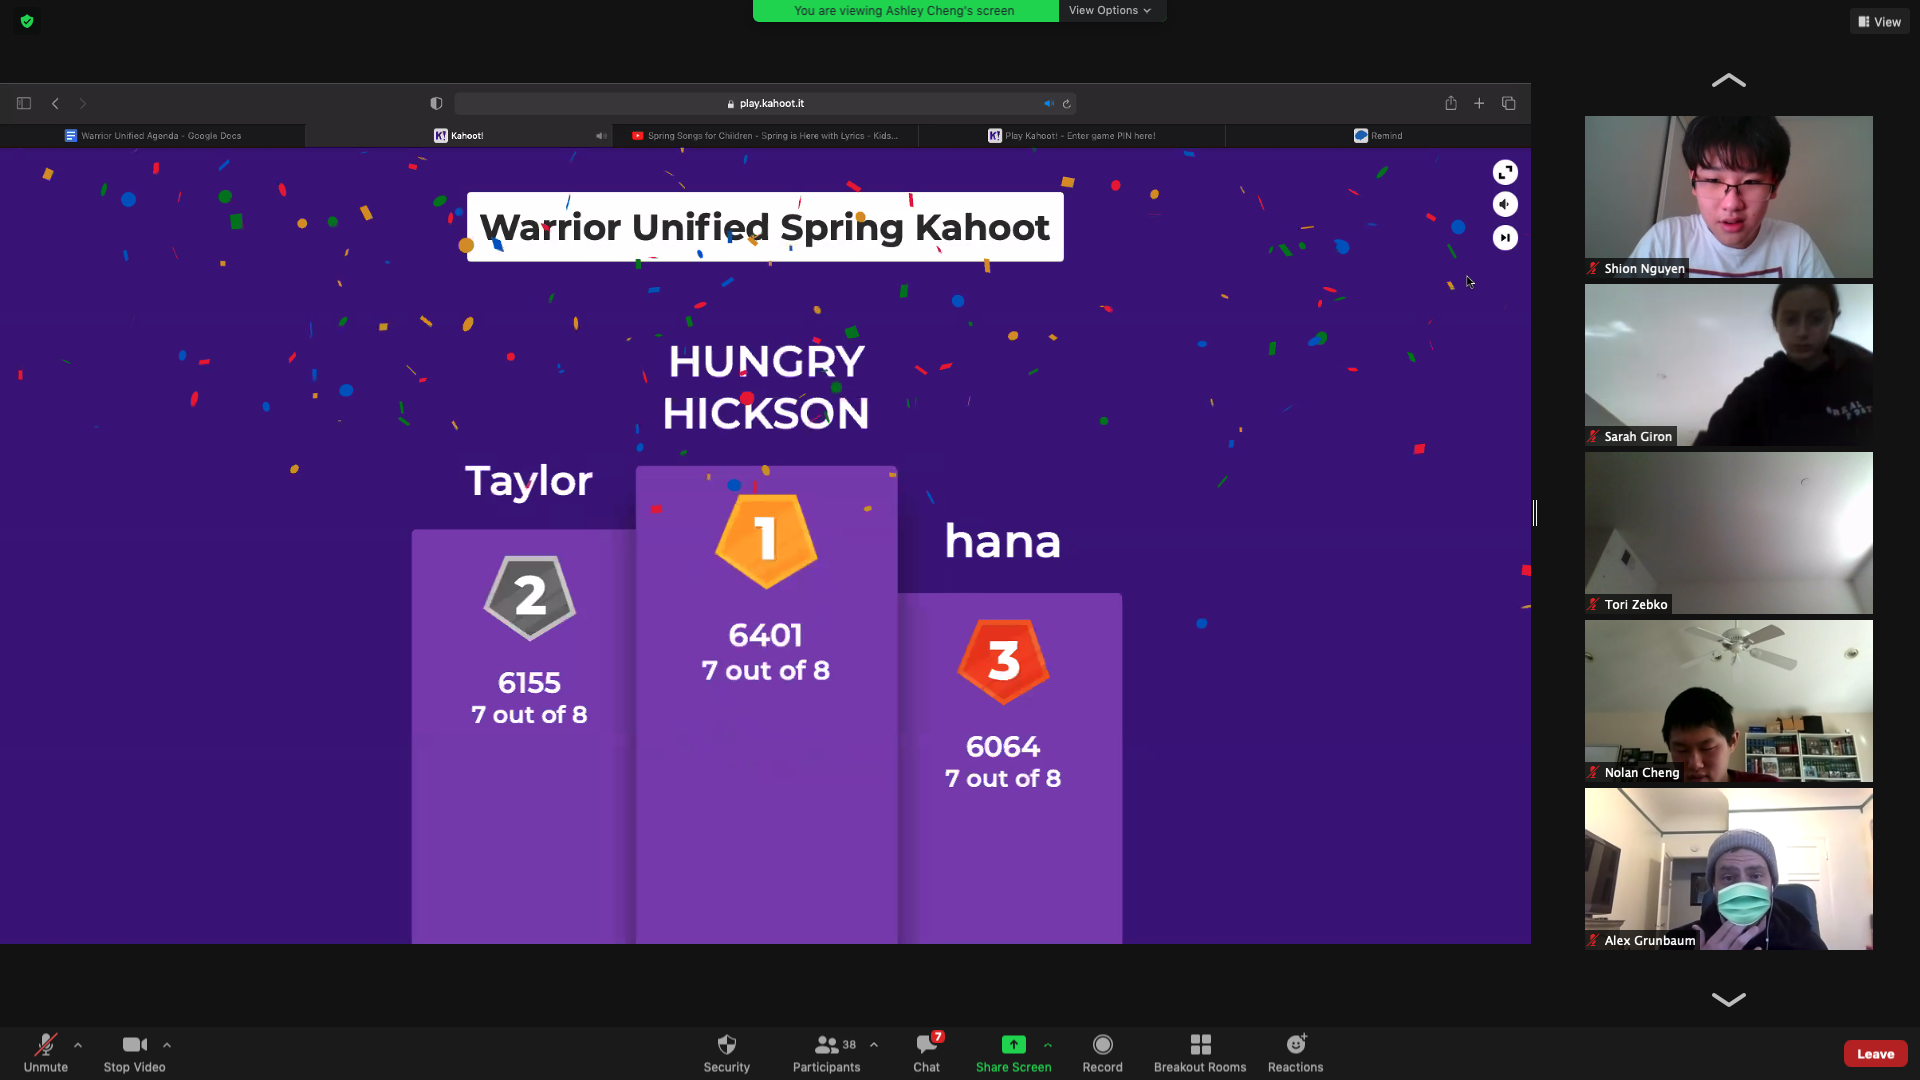 You are viewing Ashley Cheng's screen
View Options
View
play.kahoot.it
Warrior Unified Agenda - Google Docs
K! Kahoot!
Spring Songs for Children - Spring is Here with Lyrics - Kids...
K! Play Kahoot! - Enter game PIN here!
Remind
Warrior Unified Spring Kahoot
HUNGRY
HICKSON
Taylor
hana
1
6401
7 out of 8
2
6155
7 out of 8
3
6064
7 out of 8
Shion Nguyen
Sarah Giron
Tori Zebko
Nolan Cheng
Alex Grunbaum
Unmute
Stop Video
Security
Participants
38
Chat
7
Share Screen
Record
Breakout Rooms
Reactions
Leave